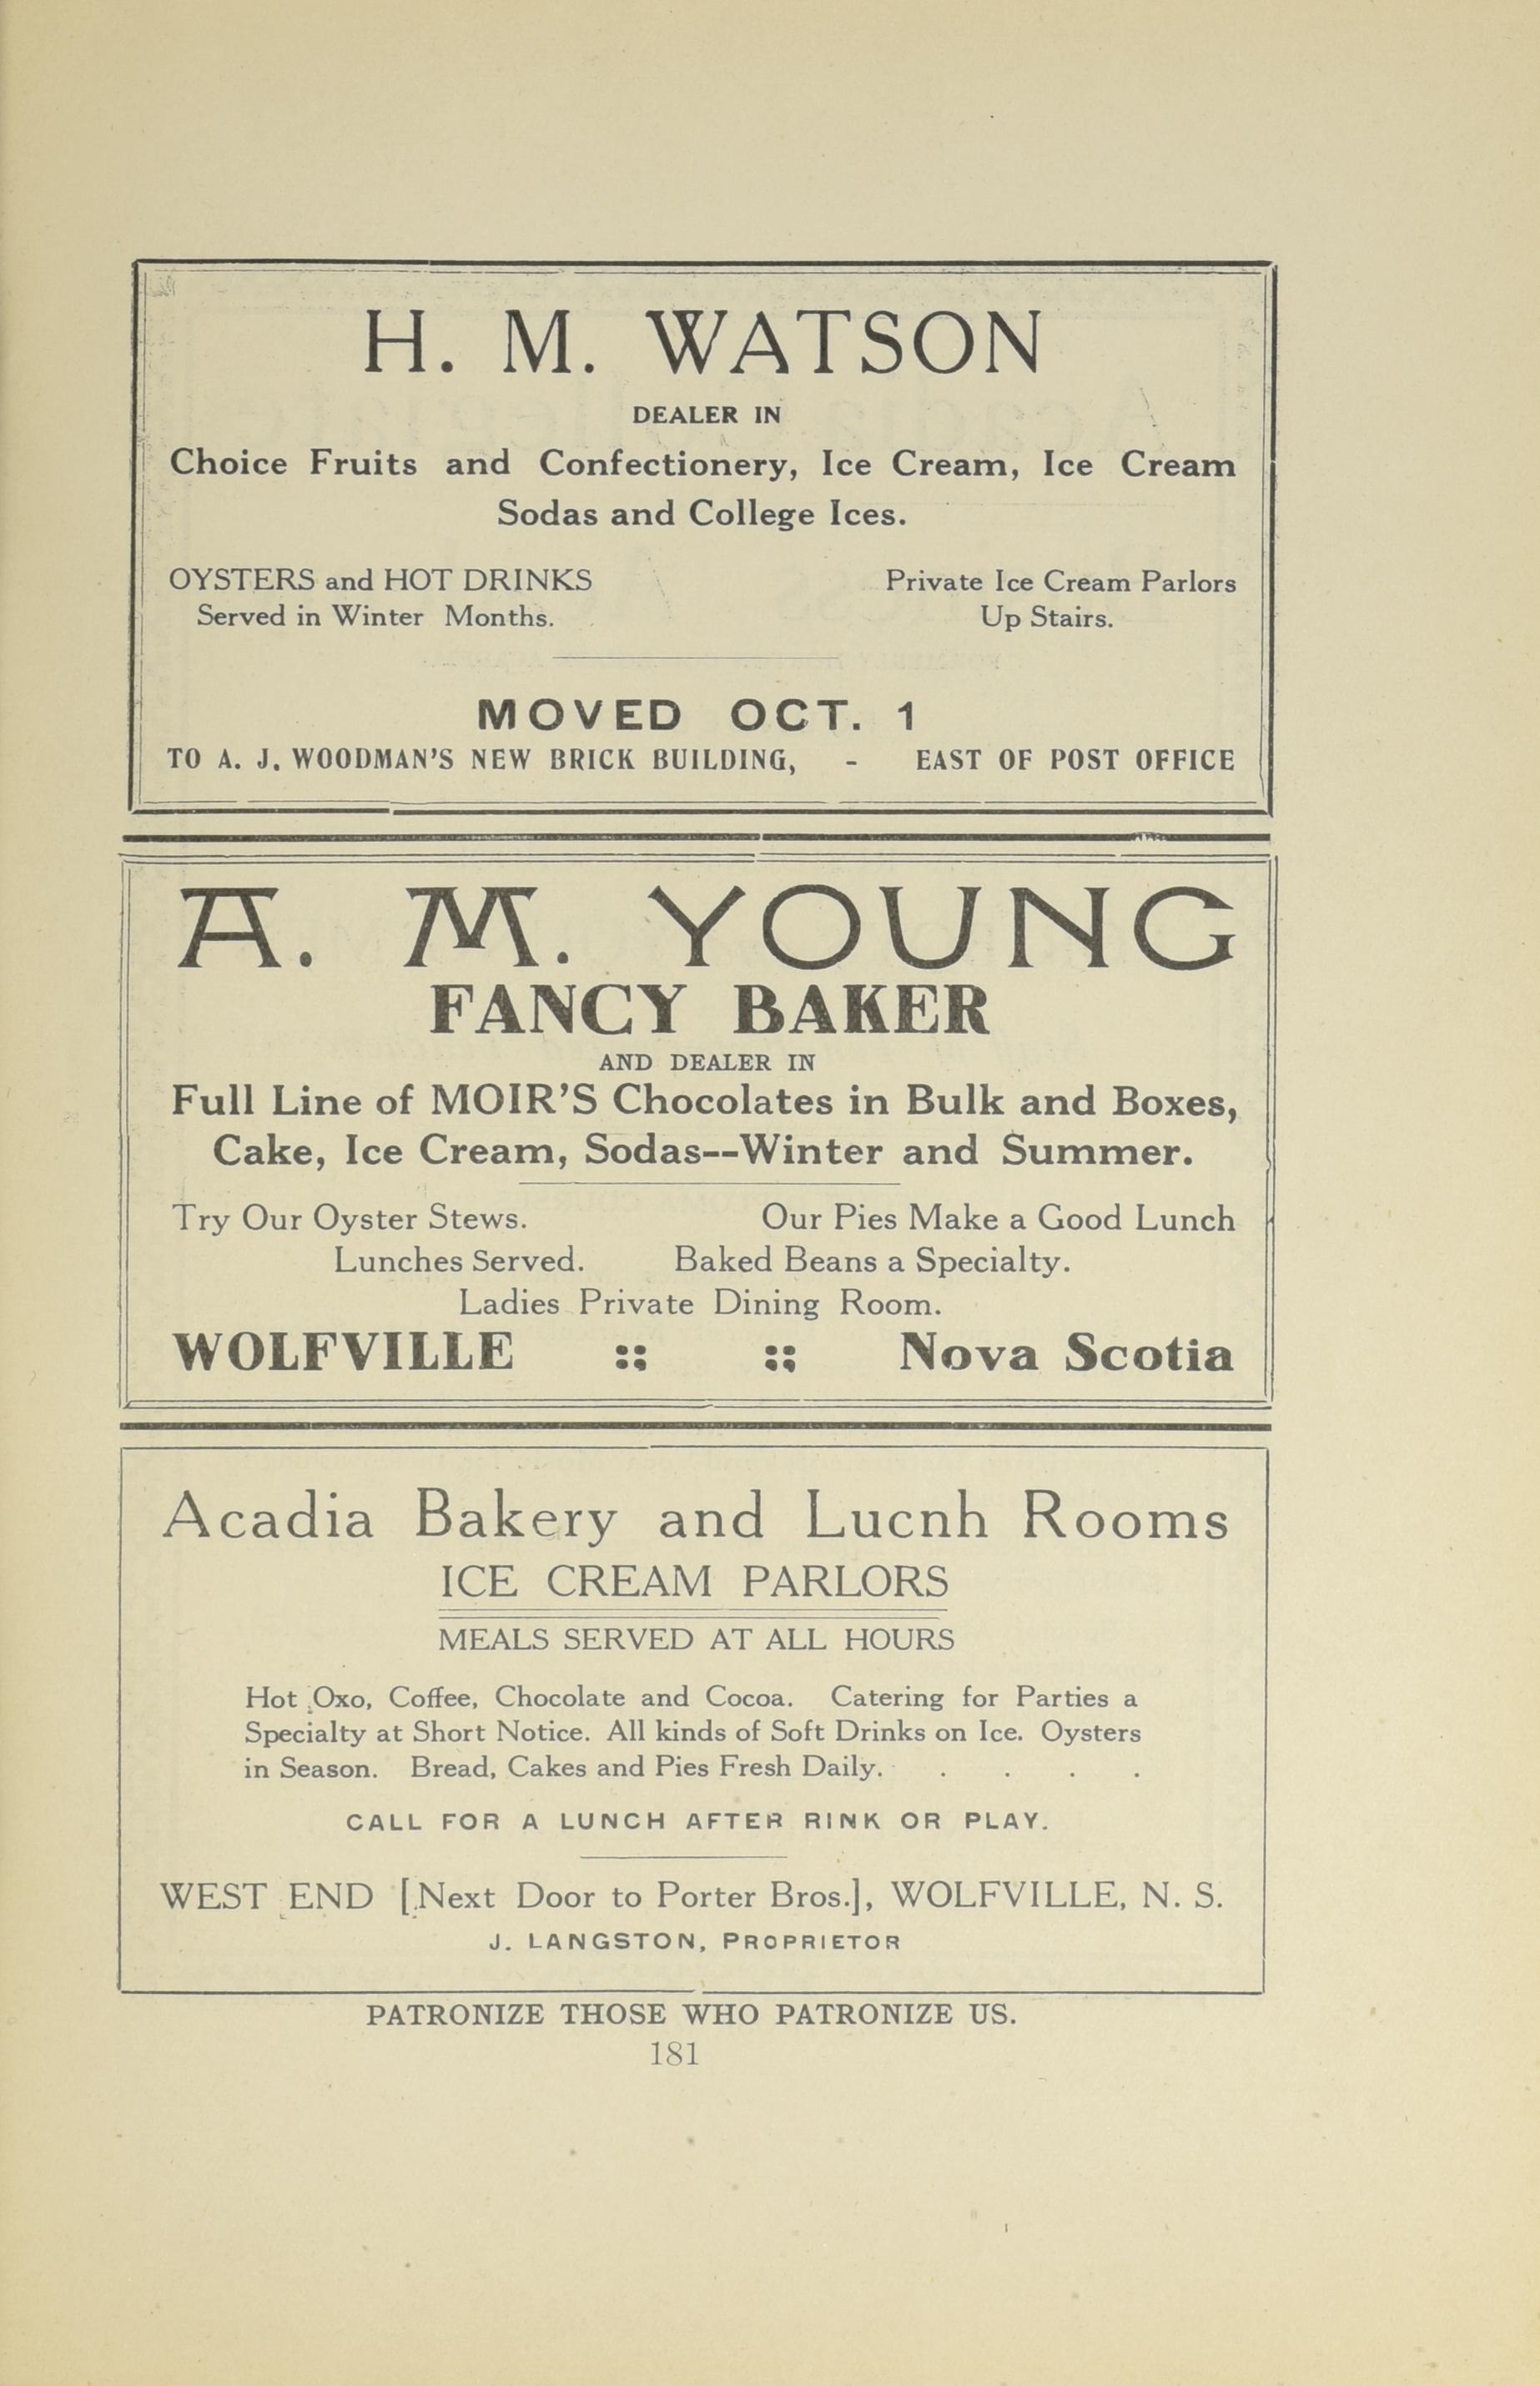 H. M. WATSON
DEALER IN
Choice Fruits and Confectionery, Ice Cream, Ice Cream
Sodas and College Ices.
OYSTERS and HOT DRINKS
Served in Winter Months.
Private Ice Cream Parlors
Up Stairs.
MOVED OCT. 1
TO A. J. WOODMAN'S NEW BRICK BUILDING, - EAST OF POST OFFICE
A. M. YOUNG
FANCY BAKER
AND DEALER IN
Full Line of MOIR'S Chocolates in Bulk and Boxes,
Cake, Ice Cream, Sodas--Winter and Summer.
Try Our Oyster Stews. Our Pies Make a Good Lunch
Lunches Served. Baked Beans a Specialty.
Ladies Private Dining Room.
WOLFVILLE :: :: Nova Scotia
Acadia Bakery and Lucnh Rooms
ICE CREAM PARLORS
MEALS SERVED AT ALL HOURS
Hot Oxo, Coffee, Chocolate and Cocoa. Catering for Parties a
Specialty at Short Notice. All kinds of Soft Drinks on Ice. Oysters
in Season. Bread, Cakes and Pies Fresh Daily. . . . .
CALL FOR A LUNCH AFTER RINK OR PLAY.
WEST END [Next Door to Porter Bros.], WOLFVILLE, N. S.
J. LANGSTON, PROPRIETOR
PATRONIZE THOSE WHO PATRONIZE US.
181